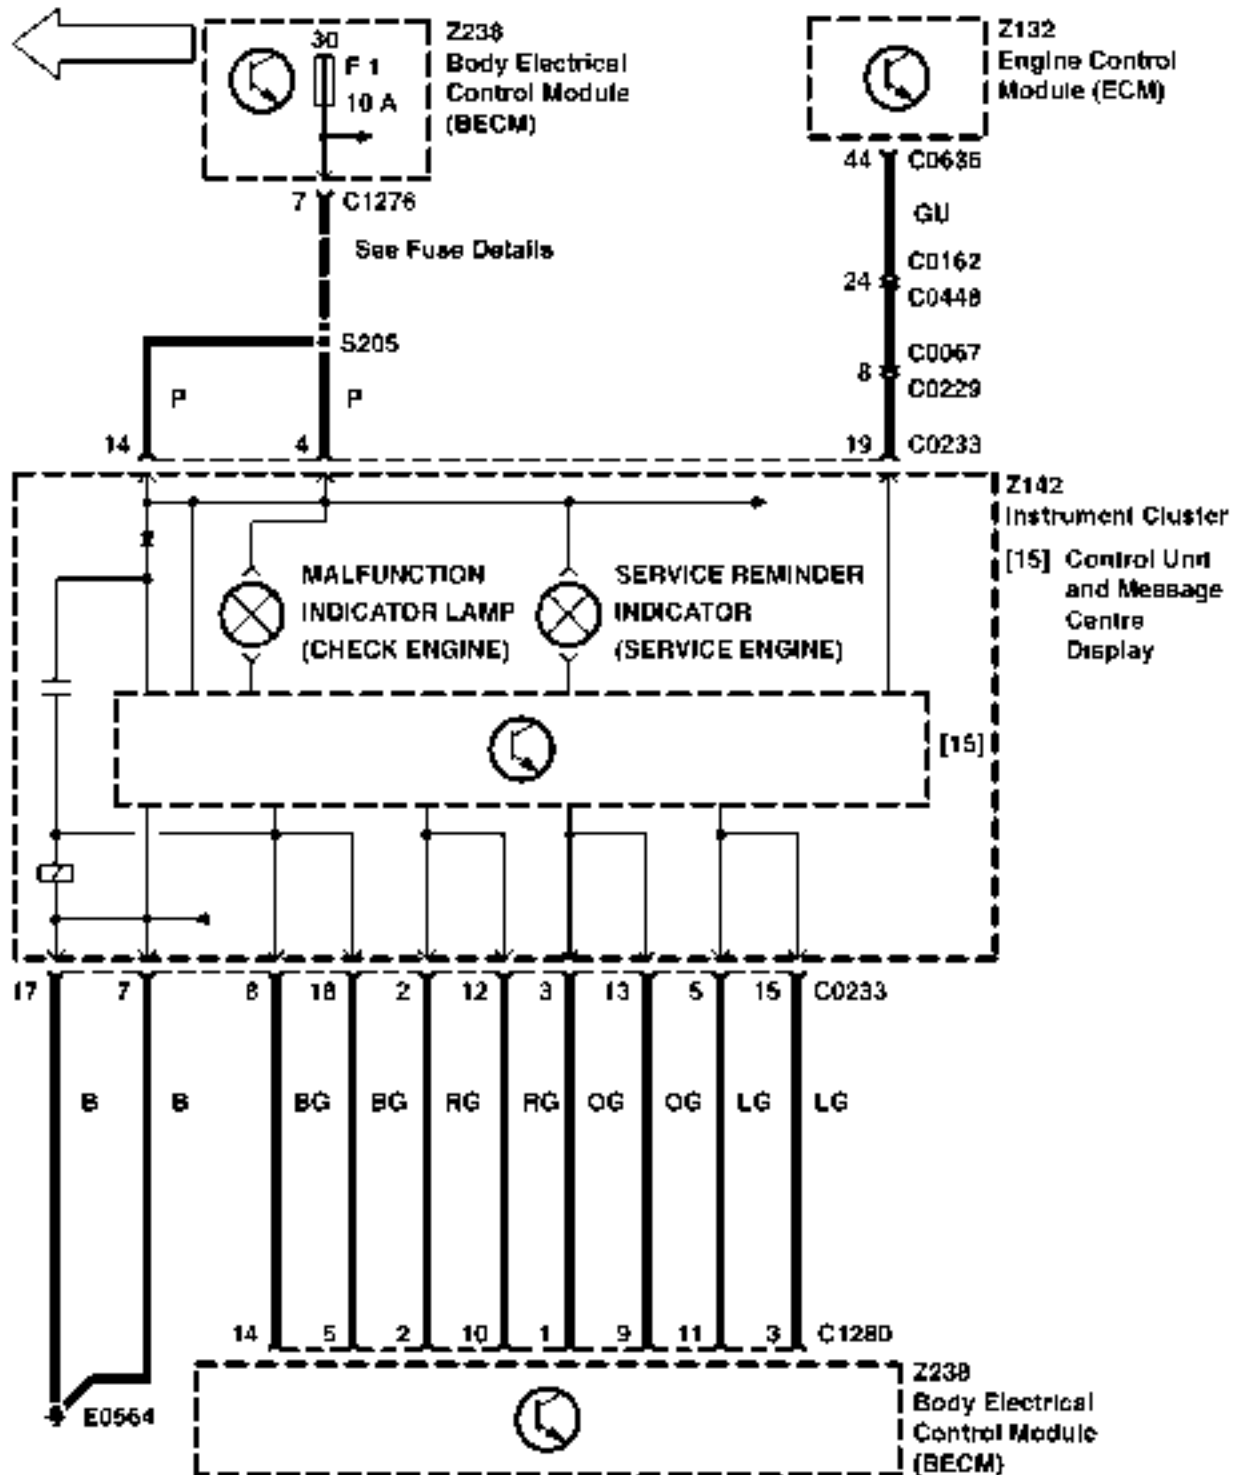 30
F 1
10 A
Z238
Body Electrical
Control Module
(BECM)
Z132
Engine Control
Module (ECM)
7 C1276
44 C0635
GU
See Fuse Details
24
C0162
C0448
S205
8
C0067
C0229
P P
14 4 19 C0233
Z142
Instrument Cluster
[15] Control Unit
and Message
Centre
Display
MALFUNCTION
INDICATOR LAMP
(CHECK ENGINE)
SERVICE REMINDER
INDICATOR
(SERVICE ENGINE)
[15]
17 7 6 16 2 12 3 13 5 15 C0233
B B BG BG RG RG OG OG LG LG
14 5 2 10 1 9 11 3 C1280
E0564
Z238
Body Electrical
Control Module
(BECM)